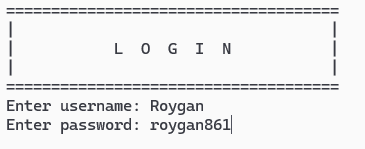 =====================================
|                                   |
|           L  O  G  I  N           |
|                                   |
=====================================
Enter username: Roygan
Enter password: roygan861